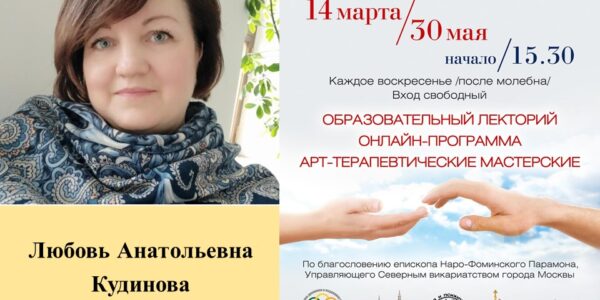 Любовь Анатольевна
Кудинова
14 марта/30 мая
начало/15.30
Каждое воскресенье /после молебна/
Вход свободный
ОБРАЗОВАТЕЛЬНЫЙ ЛЕКТОРИЙ
ОНЛАЙН-ПРОГРАММА
АРТ-ТЕРАПЕВТИЧЕСКИЕ МАСТЕРСКИЕ
По благословению епископа Наро-Фоминского Парамона,
Управляющего Северным викариатством города Москвы